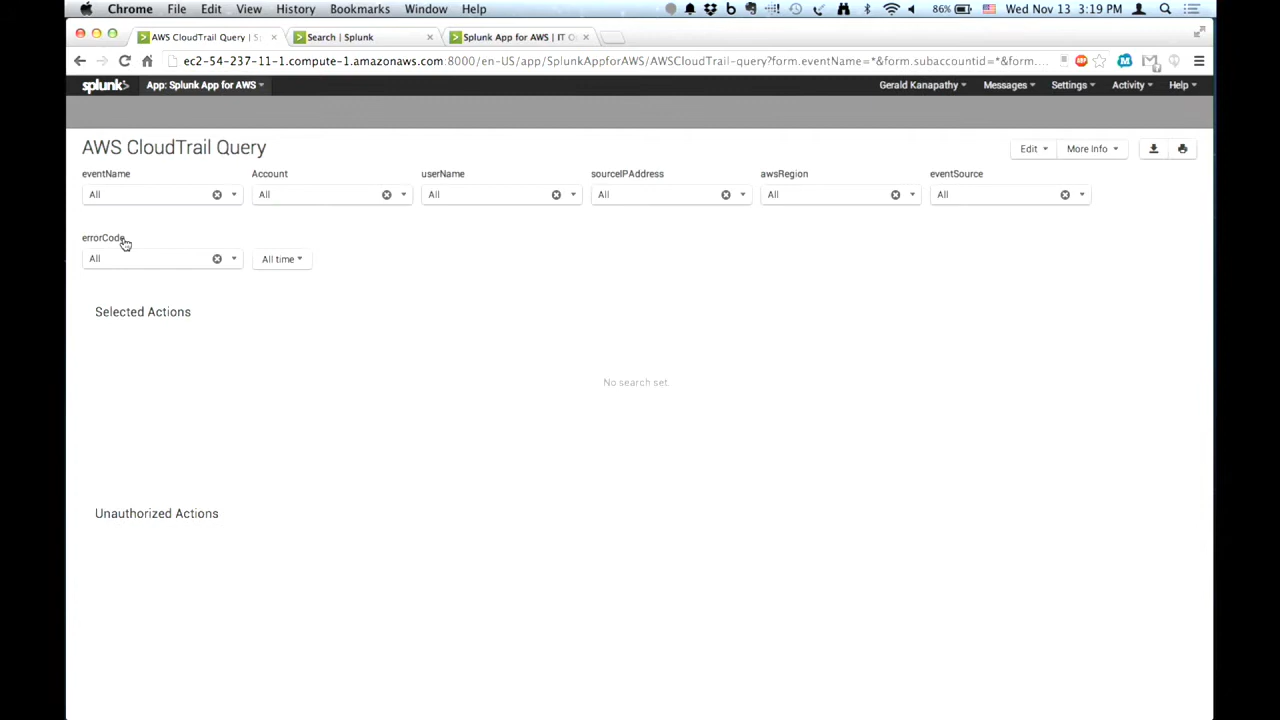 Chrome File Edit View History Bookmarks Window Help 86% Wed Nov 13 3:19 PM
AWS CloudTrail Query | S Search | Splunk Splunk App for AWS | IT O
ec2-54-237-11-1.compute-1.amazonaws.com:8000/en-US/app/SplunkAppforAWS/AWSCloudTrail-query?form.eventName=*&form.subaccountid=*&form....
splunk> App: Splunk App for AWS Gerald Kanapathy Messages Settings Activity Help
AWS CloudTrail Query Edit More Info
eventName Account userName sourceIPAddress awsRegion eventSource
All All All All All All
errorCode
All All time
Selected Actions
No search set.
Unauthorized Actions